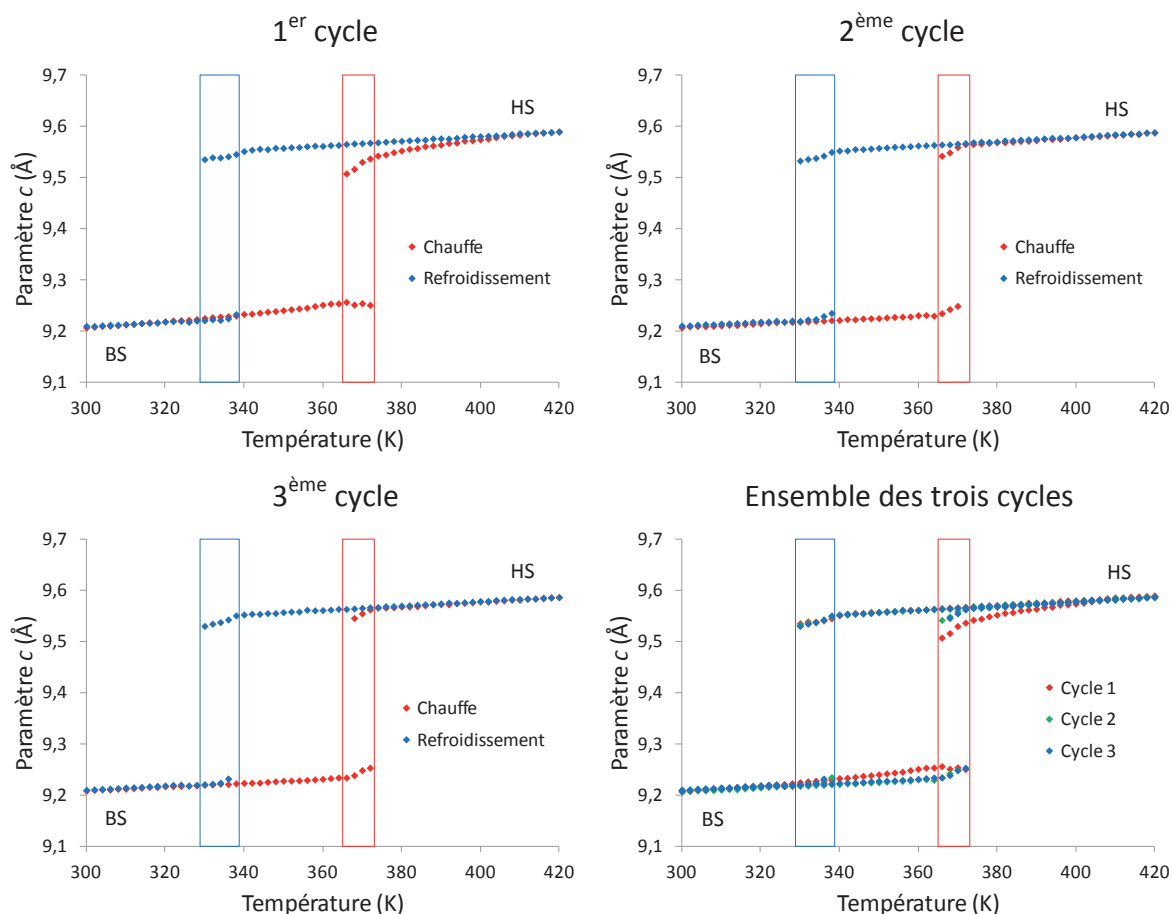 1er cycle
9,7
9,6
9,5
9,4
9,3
9,2
9,1
Paramètre c (Å)
HS
Chauffe
Refroidissement
BS
300 320 340 360 380 400 420
Température (K)
2ème cycle
9,7
9,6
9,5
9,4
9,3
9,2
9,1
Paramètre c (Å)
HS
Chauffe
Refroidissement
BS
300 320 340 360 380 400 420
Température (K)
3ème cycle
9,7
9,6
9,5
9,4
9,3
9,2
9,1
Paramètre c (Å)
HS
Chauffe
Refroidissement
BS
300 320 340 360 380 400 420
Température (K)
Ensemble des trois cycles
9,7
9,6
9,5
9,4
9,3
9,2
9,1
Paramètre c (Å)
HS
Cycle 1
Cycle 2
Cycle 3
BS
300 320 340 360 380 400 420
Température (K)